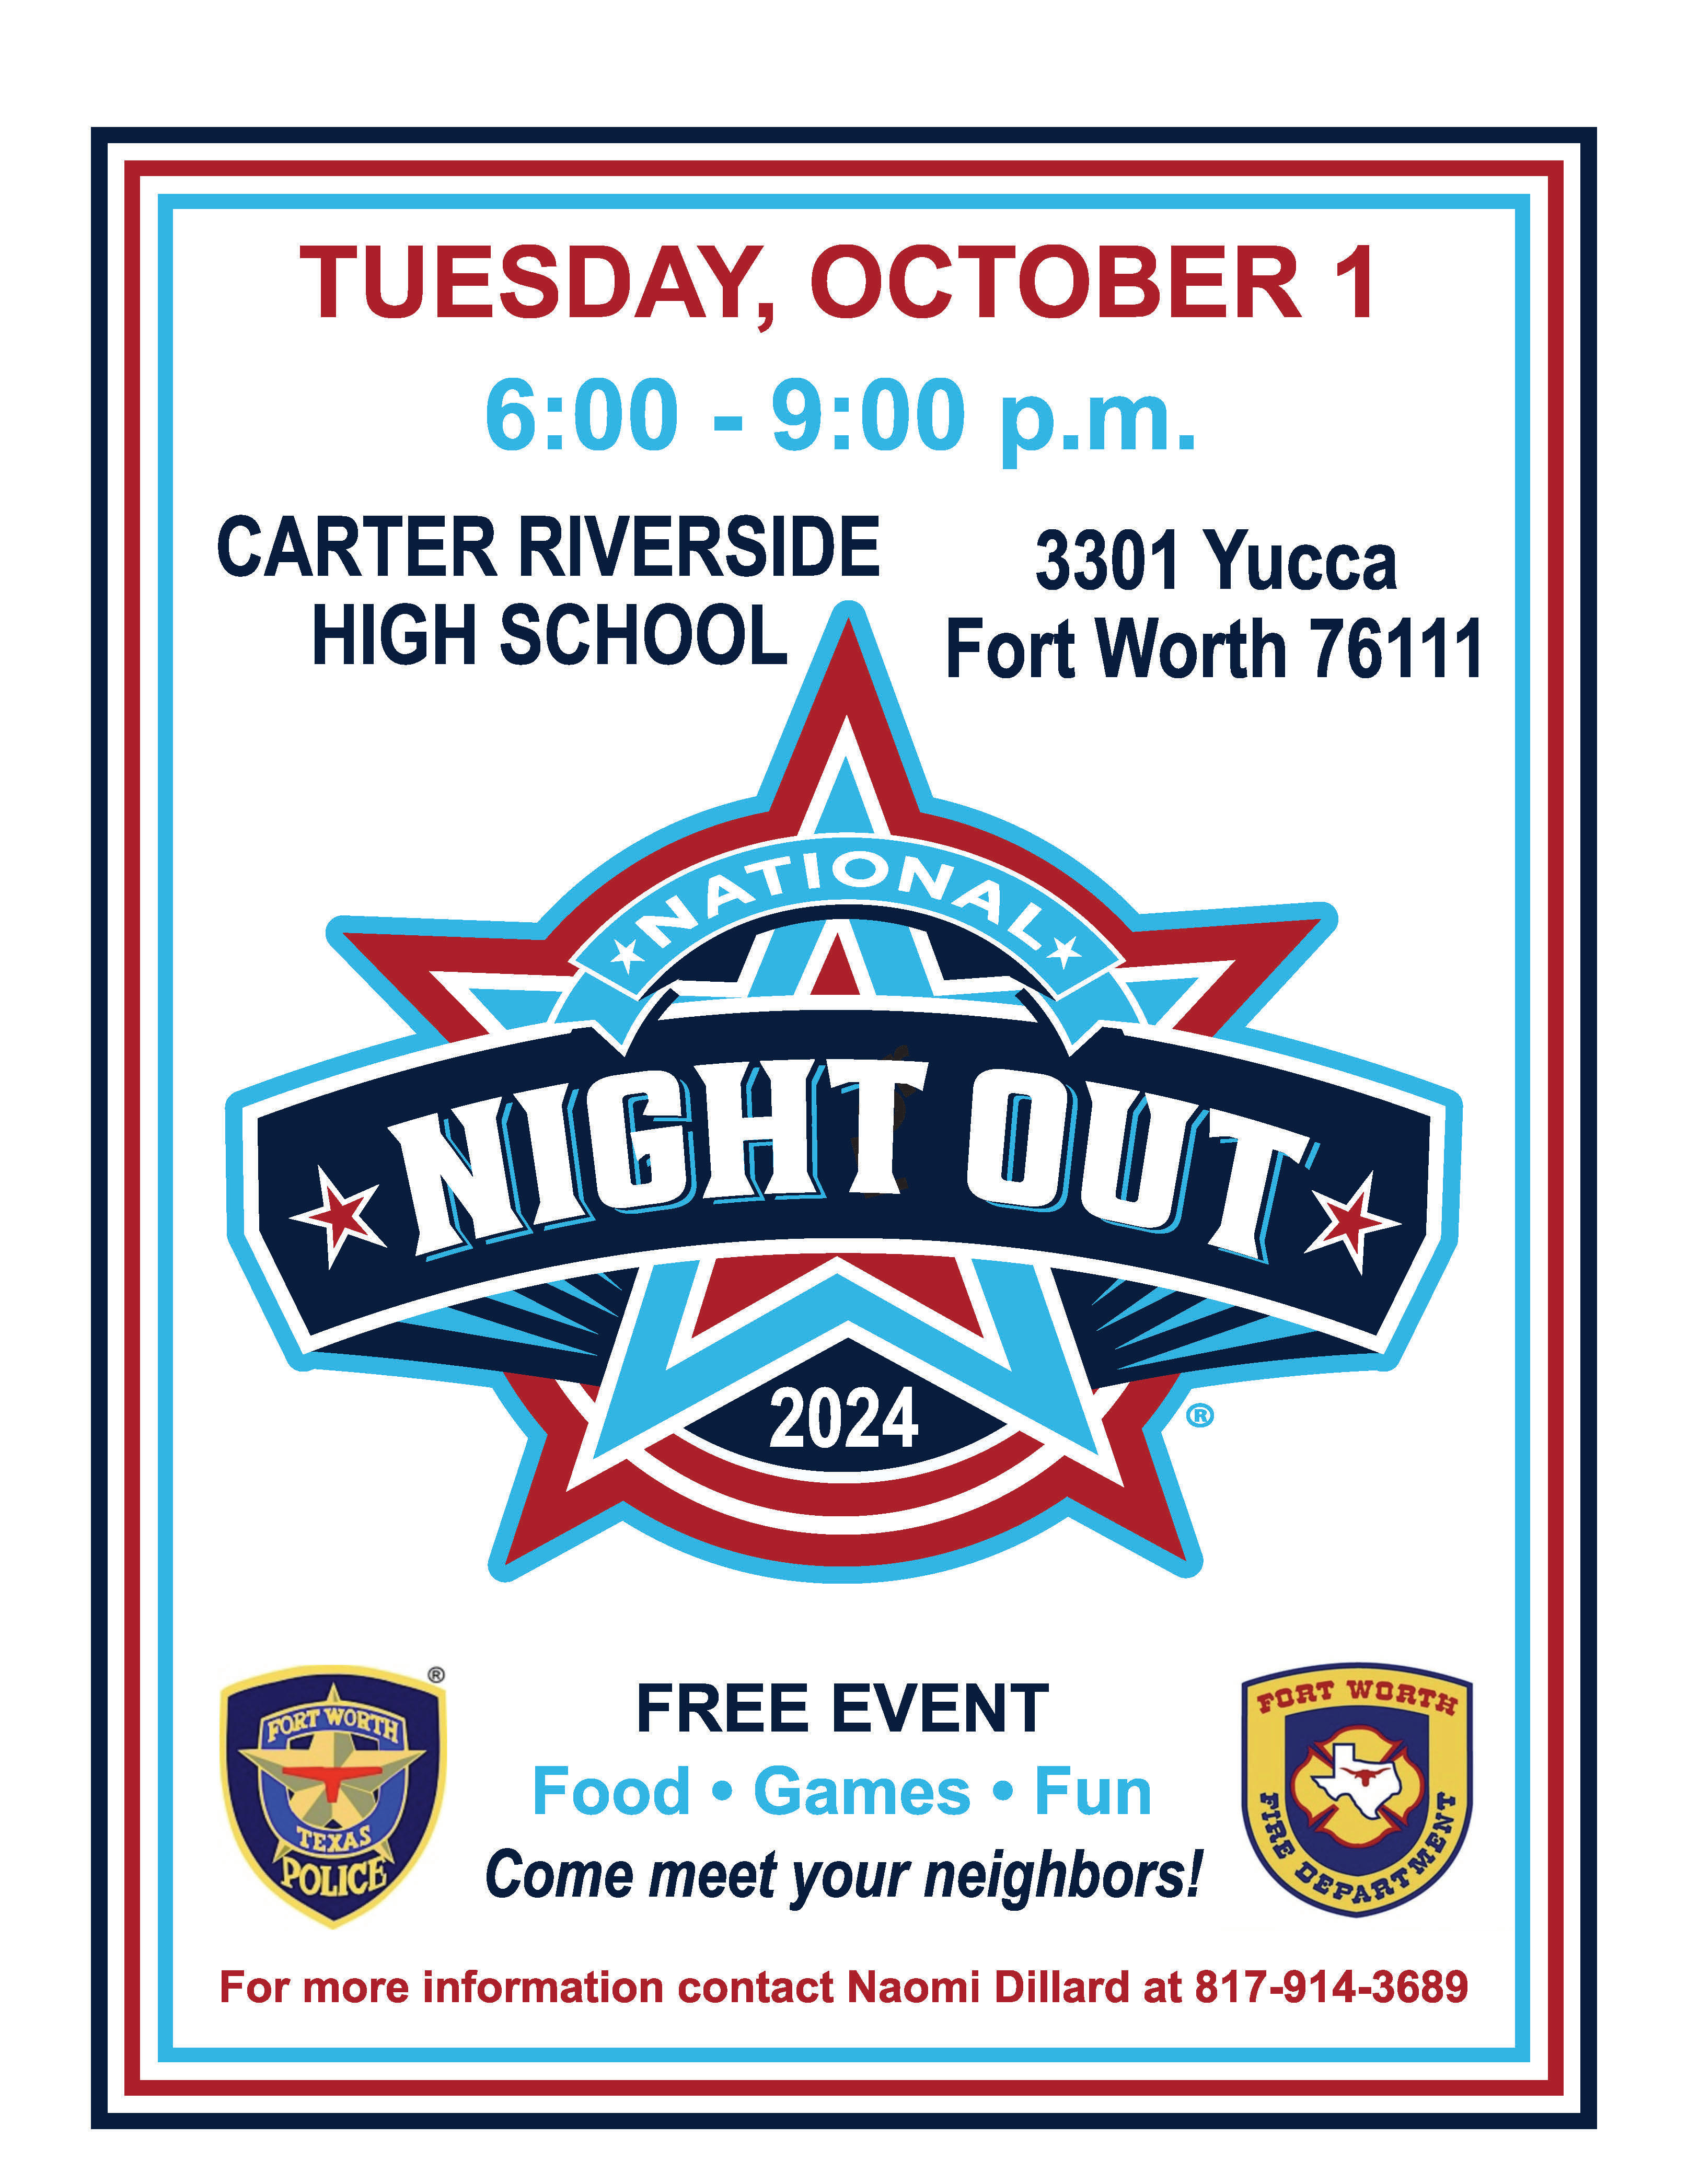 TUESDAY, OCTOBER 1
6:00 - 9:00 p.m.
CARTER RIVERSIDE
HIGH SCHOOL
3301 Yucca
Fort Worth 76111
NATIONAL
NIGHT OUT
2024
®
®
FORT WORTH
TEXAS
POLICE
FREE EVENT
Food • Games • Fun
Come meet your neighbors!
FORT WORTH
FIRE DEPARTMENT
For more information contact Naomi Dillard at 817-914-3689